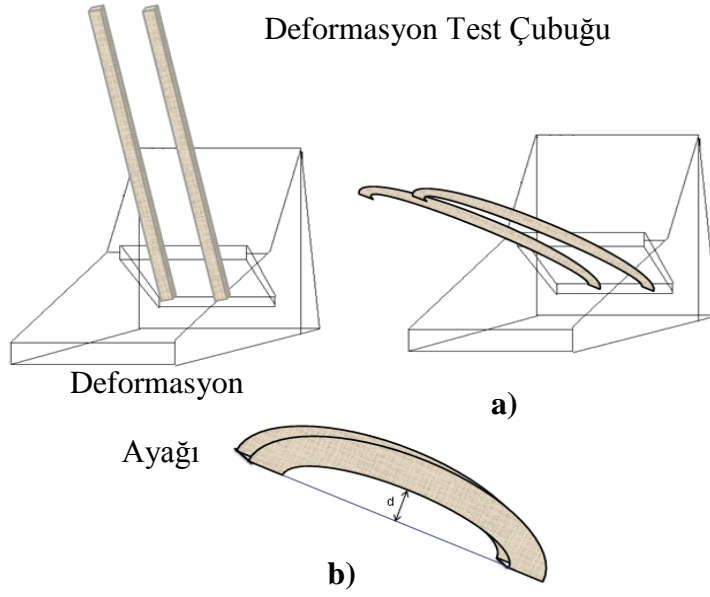 Deformasyon Test Çubuğu
Deformasyon
a)
Ayağı
d
b)